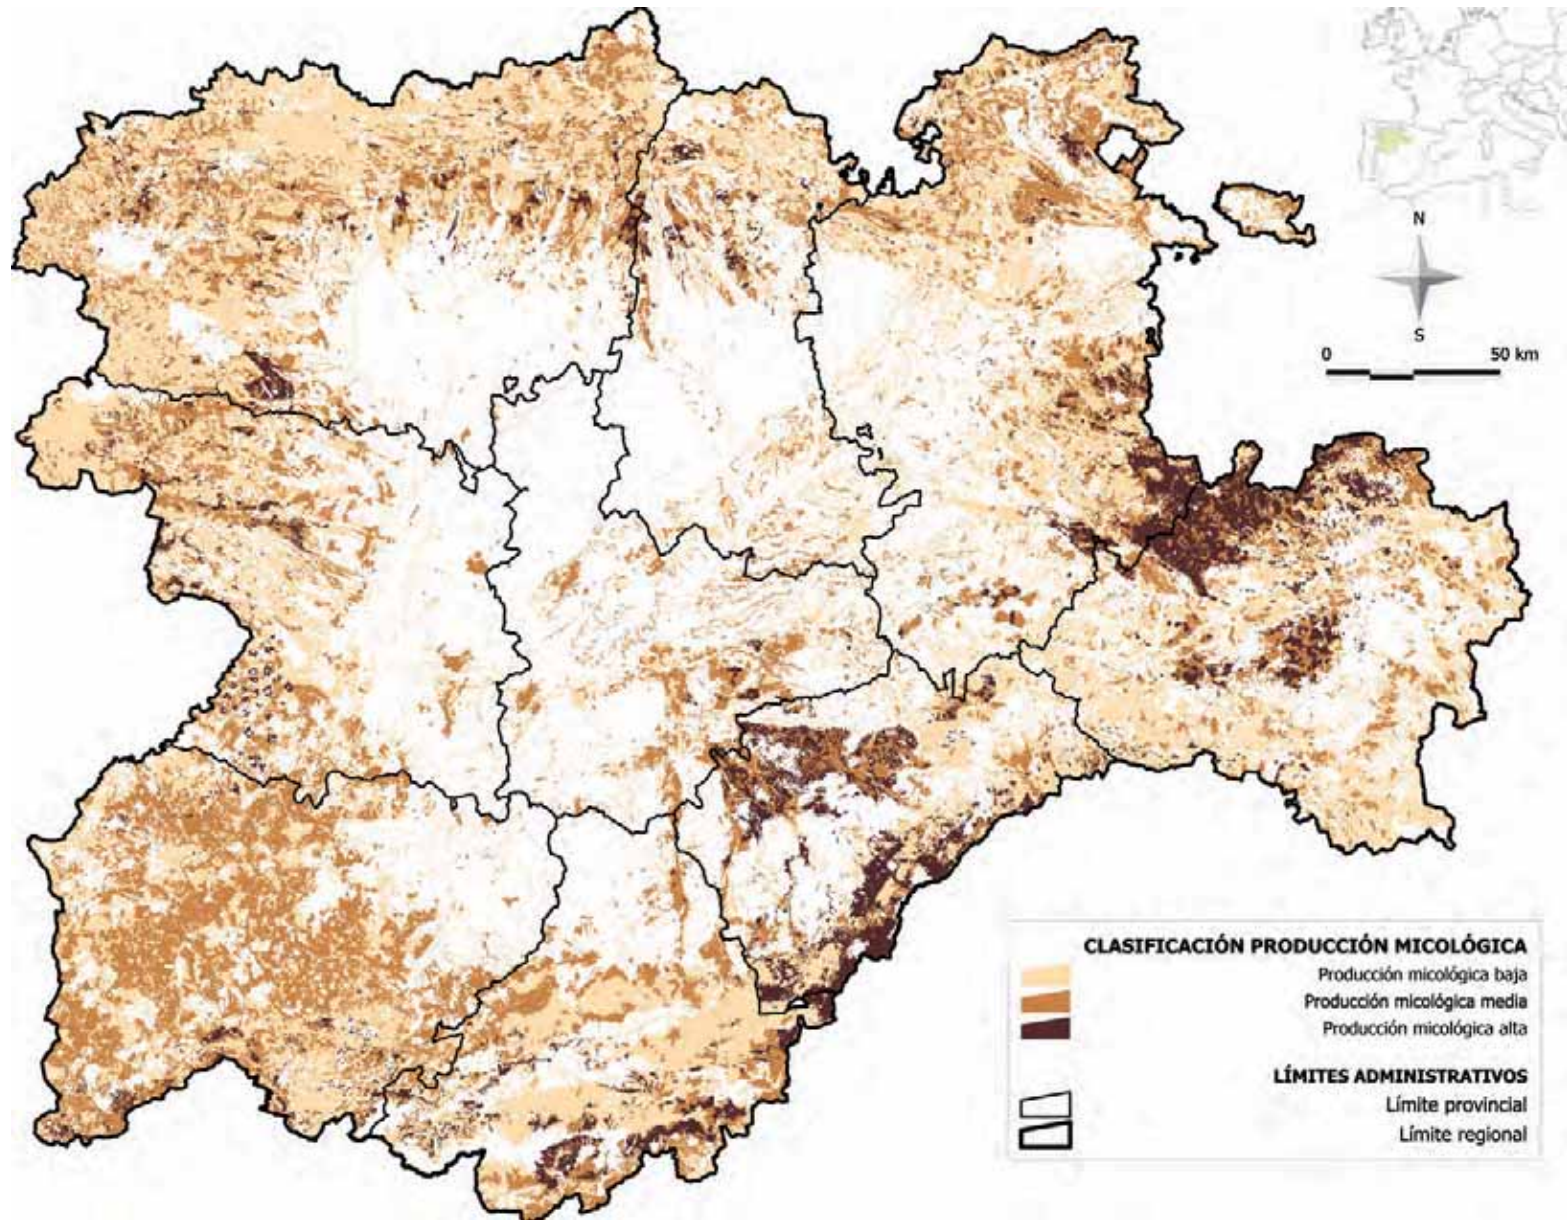 N
S
0 50 km
CLASIFICACIÓN PRODUCCIÓN MICOLÓGICA
Producción micológica baja
Producción micológica media
Producción micológica alta
LÍMITES ADMINISTRATIVOS
Límite provincial
Límite regional